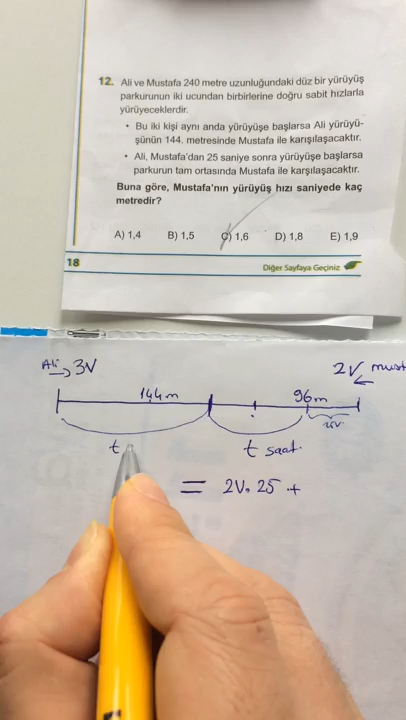 12. Ali ve Mustafa 240 metre uzunluğundaki düz bir yürüyüş
parkurunun iki ucundan birbirlerine doğru sabit hızlarla
yürüyeceklerdir.
• Bu iki kişi aynı anda yürüyüşe başlarsa Ali yürüyü-
şünün 144. metresinde Mustafa ile karşılaşacaktır.
• Ali, Mustafa'dan 25 saniye sonra yürüyüşe başlarsa
parkurun tam ortasında Mustafa ile karşılaşacaktır.
Buna göre, Mustafa'nın yürüyüş hızı saniyede kaç
metredir?
A) 1,4 B) 1,5 C) 1,6 D) 1,8 E) 1,9
18
Diğer Sayfaya Geçiniz
Ali 3V
2V must
144m 96m
t t saat
= 2V. 25 +